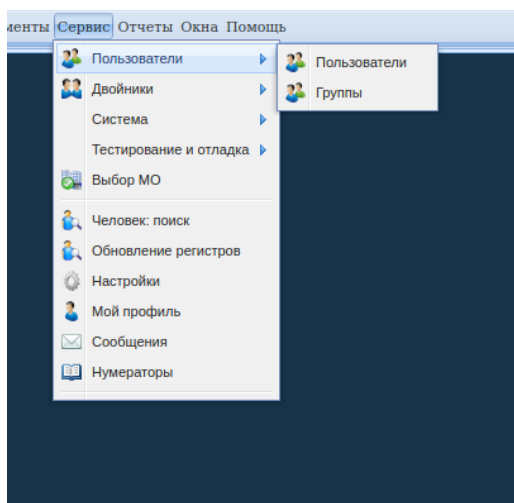 менты Сервис Отчеты Окна Помощь
Пользователи
Пользователи
Двойники
Группы
Система
Тестирование и отладка
Выбор МО
Человек: поиск
Обновление регистров
Настройки
Мой профиль
Сообщения
Нумераторы